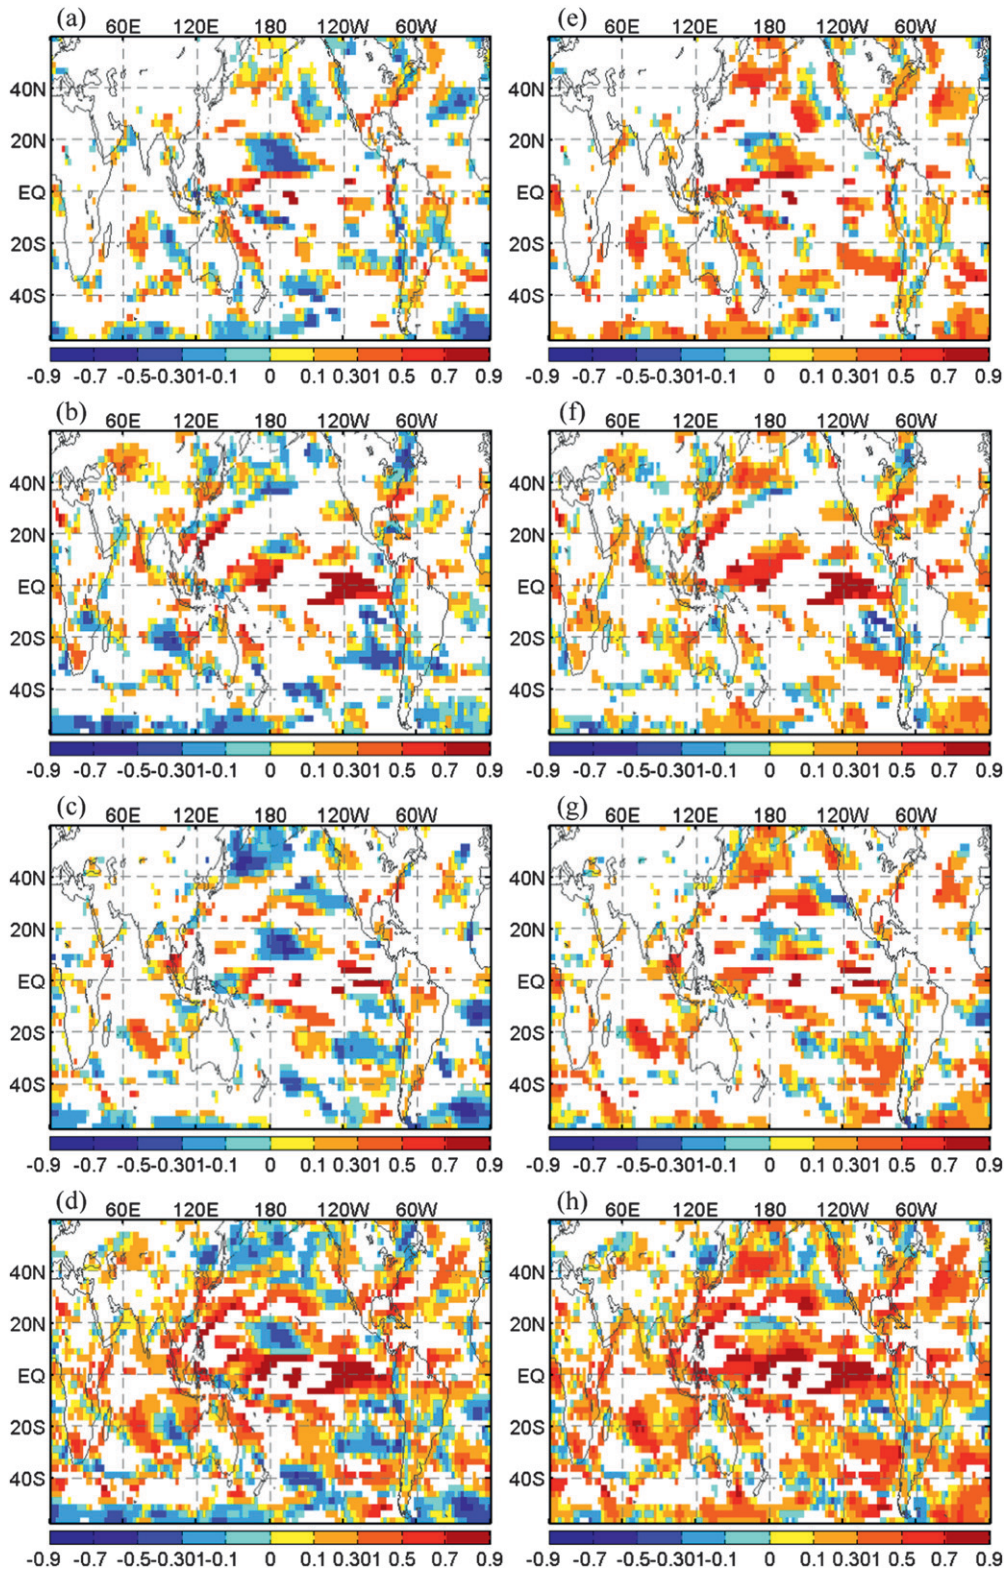 (a) 60E 120E 180 120W 60W
40N
20N
EQ
20S
40S
-0.9 -0.7 -0.5 -0.301 -0.1 0 0.1 0.301 0.5 0.7 0.9
(e) 60E 120E 180 120W 60W
40N
20N
EQ
20S
40S
-0.9 -0.7 -0.5 -0.301 -0.1 0 0.1 0.301 0.5 0.7 0.9
(b) 60E 120E 180 120W 60W
40N
20N
EQ
20S
40S
-0.9 -0.7 -0.5 -0.301 -0.1 0 0.1 0.301 0.5 0.7 0.9
(f) 60E 120E 180 120W 60W
40N
20N
EQ
20S
40S
-0.9 -0.7 -0.5 -0.301 -0.1 0 0.1 0.301 0.5 0.7 0.9
(c) 60E 120E 180 120W 60W
40N
20N
EQ
20S
40S
-0.9 -0.7 -0.5 -0.301 -0.1 0 0.1 0.301 0.5 0.7 0.9
(g) 60E 120E 180 120W 60W
40N
20N
EQ
20S
40S
-0.9 -0.7 -0.5 -0.301 -0.1 0 0.1 0.301 0.5 0.7 0.9
(d) 60E 120E 180 120W 60W
40N
20N
EQ
20S
40S
-0.9 -0.7 -0.5 -0.301 -0.1 0 0.1 0.301 0.5 0.7 0.9
(h) 60E 120E 180 120W 60W
40N
20N
EQ
20S
40S
-0.9 -0.7 -0.5 -0.301 -0.1 0 0.1 0.301 0.5 0.7 0.9